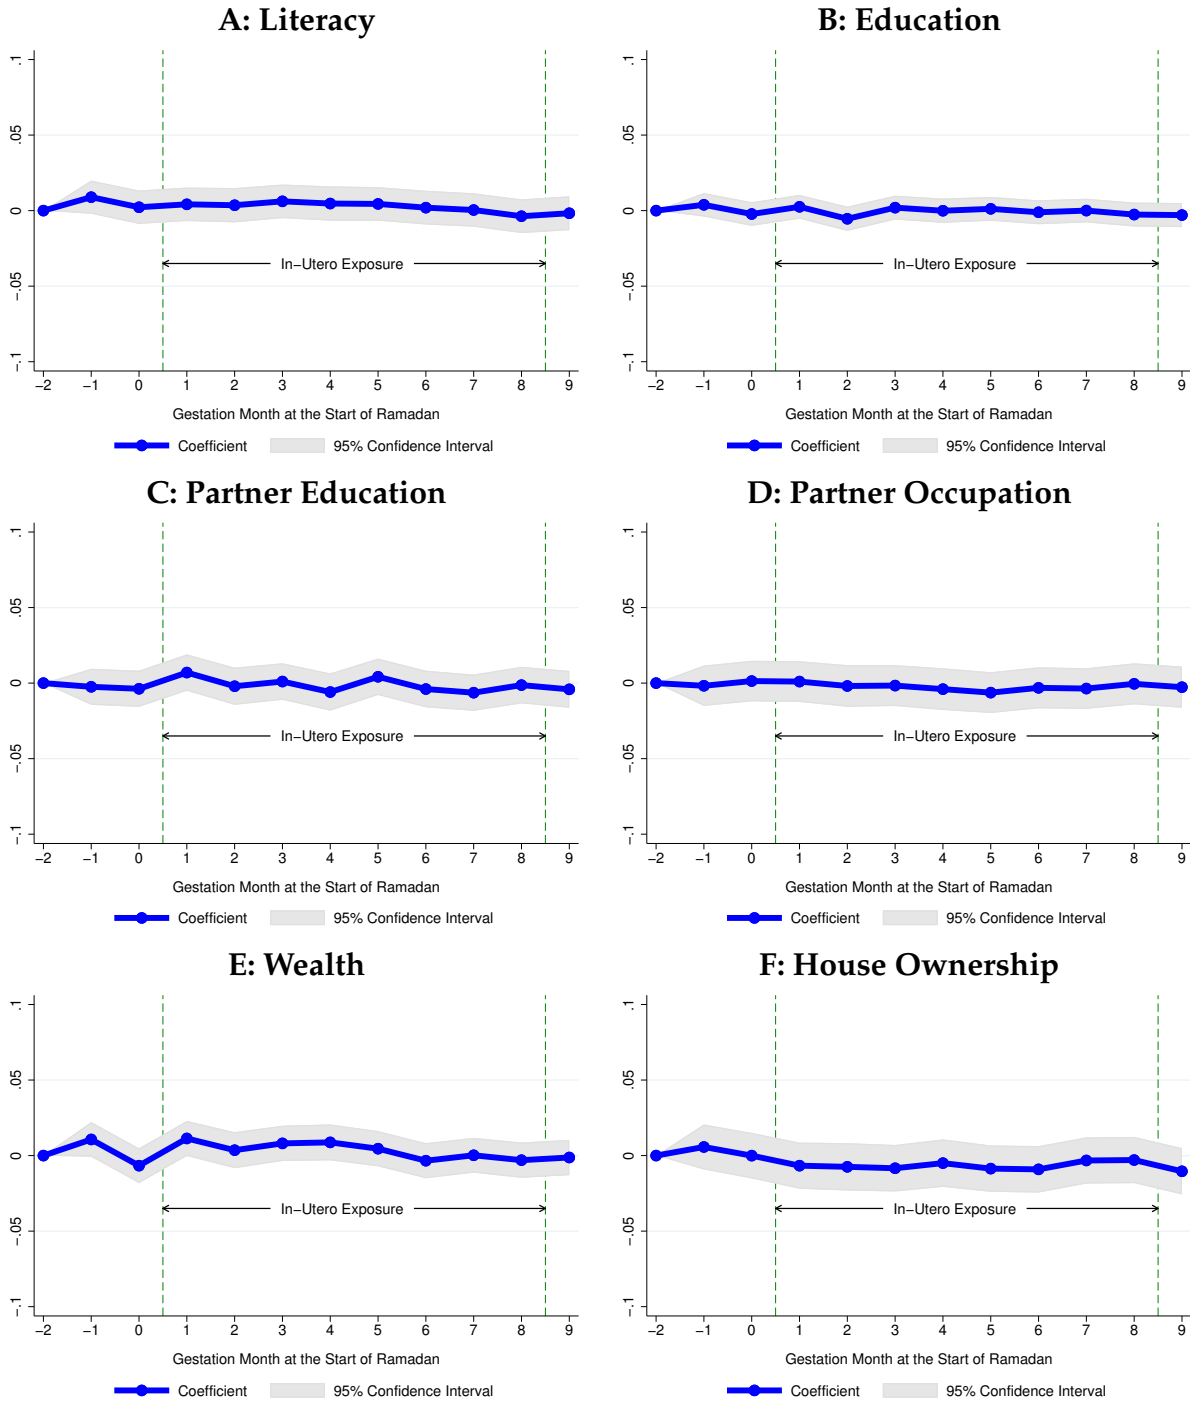 A: Literacy
.1
.05
0
−.05
−.1
In−Utero Exposure
−2 −1 0 1 2 3 4 5 6 7 8 9
Gestation Month at the Start of Ramadan
Coefficient 95% Confidence Interval
B: Education
.1
.05
0
−.05
−.1
In−Utero Exposure
−2 −1 0 1 2 3 4 5 6 7 8 9
Gestation Month at the Start of Ramadan
Coefficient 95% Confidence Interval
C: Partner Education
.1
.05
0
−.05
−.1
In−Utero Exposure
−2 −1 0 1 2 3 4 5 6 7 8 9
Gestation Month at the Start of Ramadan
Coefficient 95% Confidence Interval
D: Partner Occupation
.1
.05
0
−.05
−.1
In−Utero Exposure
−2 −1 0 1 2 3 4 5 6 7 8 9
Gestation Month at the Start of Ramadan
Coefficient 95% Confidence Interval
E: Wealth
.1
.05
0
−.05
−.1
In−Utero Exposure
−2 −1 0 1 2 3 4 5 6 7 8 9
Gestation Month at the Start of Ramadan
Coefficient 95% Confidence Interval
F: House Ownership
.1
.05
0
−.05
−.1
In−Utero Exposure
−2 −1 0 1 2 3 4 5 6 7 8 9
Gestation Month at the Start of Ramadan
Coefficient 95% Confidence Interval